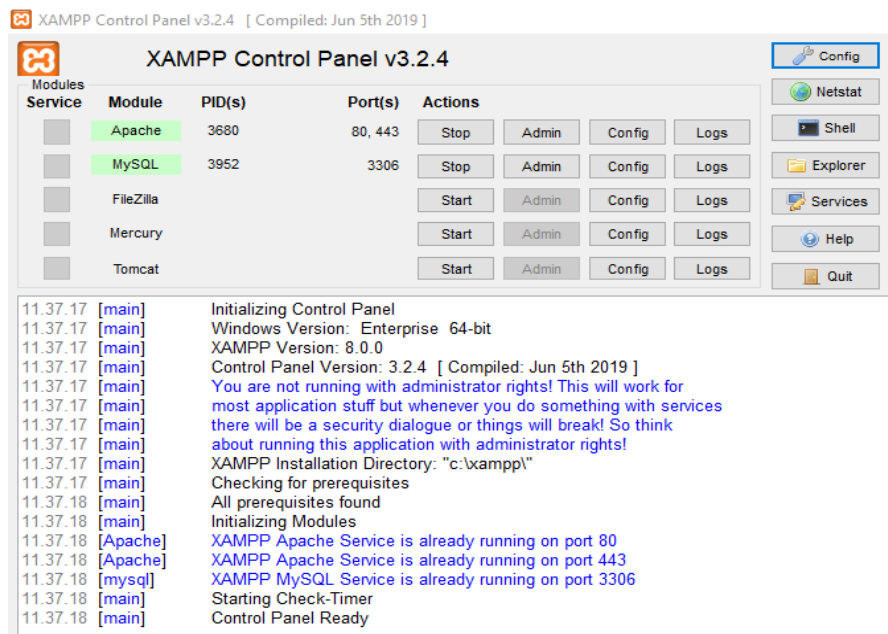 XAMPP Control Panel v3.2.4 [ Compiled: Jun 5th 2019 ]
XAMPP Control Panel v3.2.4
Config
Modules
Service Module PID(s) Port(s) Actions
Netstat
Apache 3680 80, 443 Stop Admin Config Logs
Shell
MySQL 3952 3306 Stop Admin Config Logs
Explorer
FileZilla Start Admin Config Logs
Services
Mercury Start Admin Config Logs
Help
Tomcat Start Admin Config Logs
Quit
11.37.17 [main] Initializing Control Panel
11.37.17 [main] Windows Version: Enterprise 64-bit
11.37.17 [main] XAMPP Version: 8.0.0
11.37.17 [main] Control Panel Version: 3.2.4 [ Compiled: Jun 5th 2019 ]
11.37.17 [main] You are not running with administrator rights! This will work for
11.37.17 [main] most application stuff but whenever you do something with services
11.37.17 [main] there will be a security dialogue or things will break! So think
11.37.17 [main] about running this application with administrator rights!
11.37.17 [main] XAMPP Installation Directory: "c:\xampp\"
11.37.17 [main] Checking for prerequisites
11.37.18 [main] All prerequisites found
11.37.18 [main] Initializing Modules
11.37.18 [Apache] XAMPP Apache Service is already running on port 80
11.37.18 [Apache] XAMPP Apache Service is already running on port 443
11.37.18 [mysql] XAMPP MySQL Service is already running on port 3306
11.37.18 [main] Starting Check-Timer
11.37.18 [main] Control Panel Ready